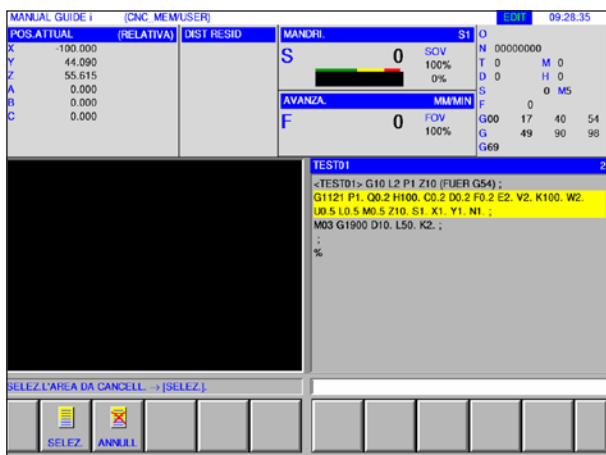 MANUAL GUIDE i (CNC_MEM/USER) EDIT 09.28.35
POS.ATTUAL (RELATIVA) DIST RESID MANDRI. S1 O
X -100.000 S 0 SOV 100% 0% N 00000000
Y 44.090 T 0 M 0
Z 55.615 D 0 H 0
A 0.000 S 0 M5
B 0.000 AVANZA. MM/MIN F 0
C 0.000 F 0 FOV 100% G00 17 40 54
G 49 90 98
G69
TEST01 2
<TEST01> G10 L2 P1 Z10 (FUER G54) ;
G1121 P1. Q0.2 H100. C0.2 D0.2 F0.2 E2. V2. K100. W2.
U0.5 L0.5 M0.5 Z10. S1. X1. Y1. N1. ;
M03 G1900 D10. L50. K2. ;
;
%
SELEZ.L'AREA DA CANCELL. → [SELEZ.].
SELEZ. ANNULL